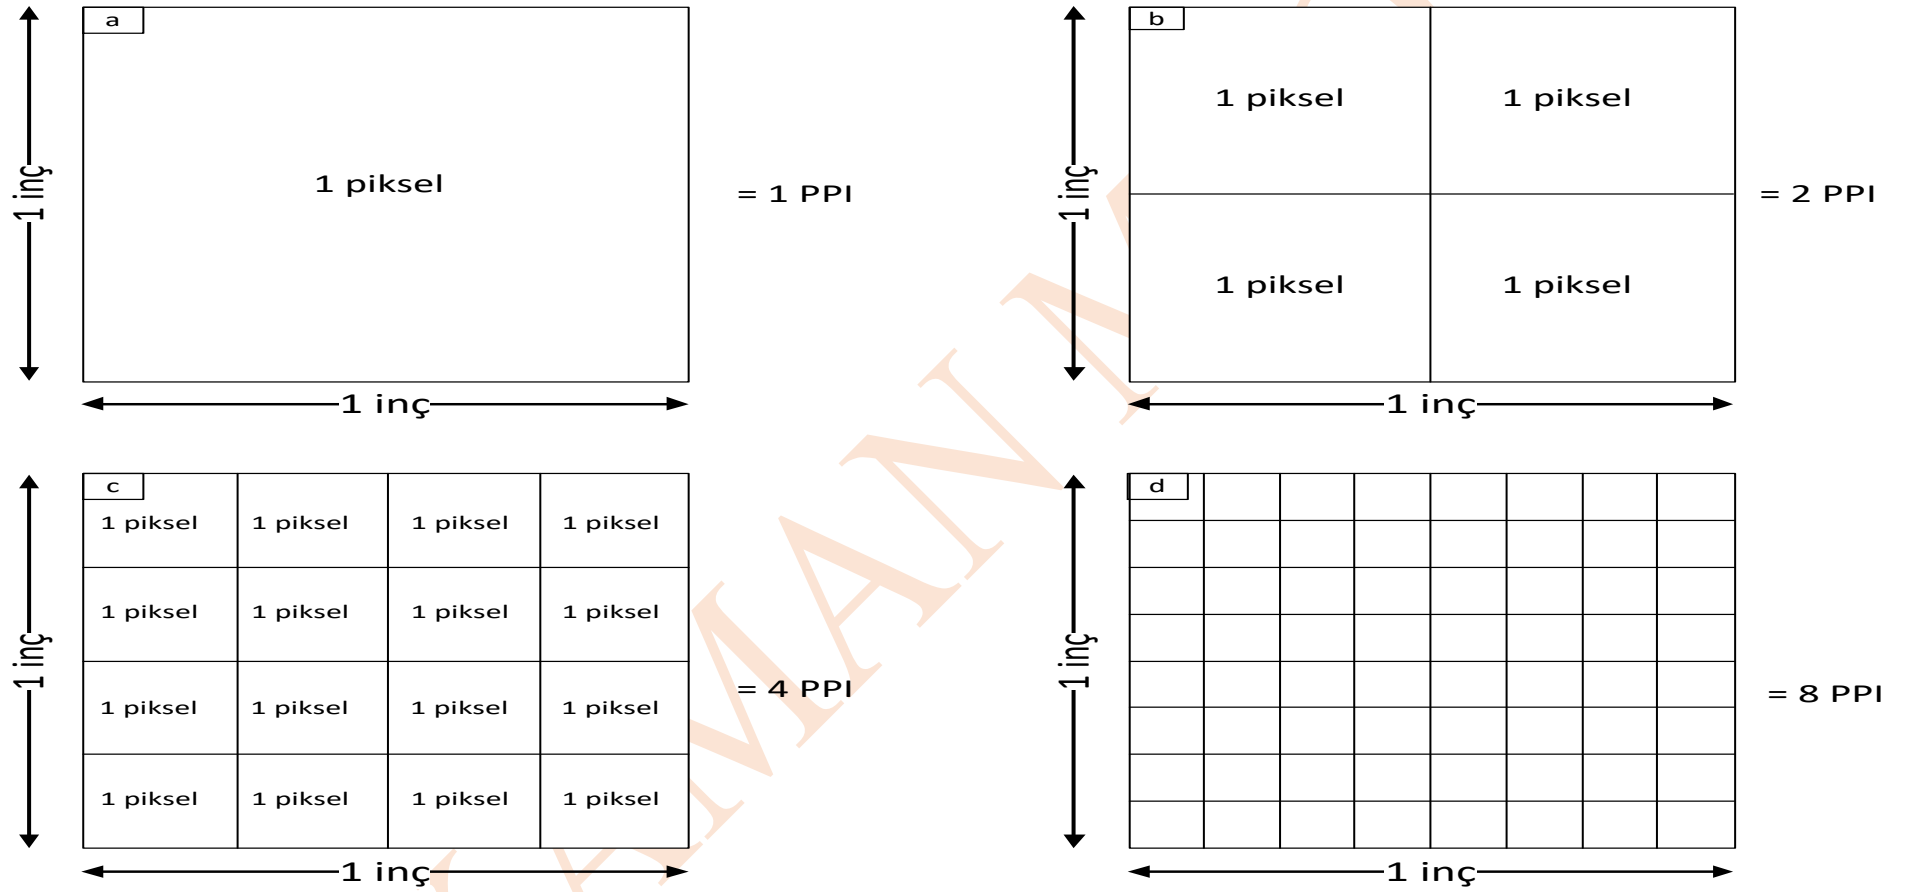 a
1 piksel
1 inç
1 inç
= 1 PPI
b
1 piksel 1 piksel
1 piksel 1 piksel
1 inç
1 inç
= 2 PPI
c
1 piksel 1 piksel 1 piksel 1 piksel
1 piksel 1 piksel 1 piksel 1 piksel
1 piksel 1 piksel 1 piksel 1 piksel
1 piksel 1 piksel 1 piksel 1 piksel
1 inç
1 inç
= 4 PPI
d
1 inç
1 inç
= 8 PPI